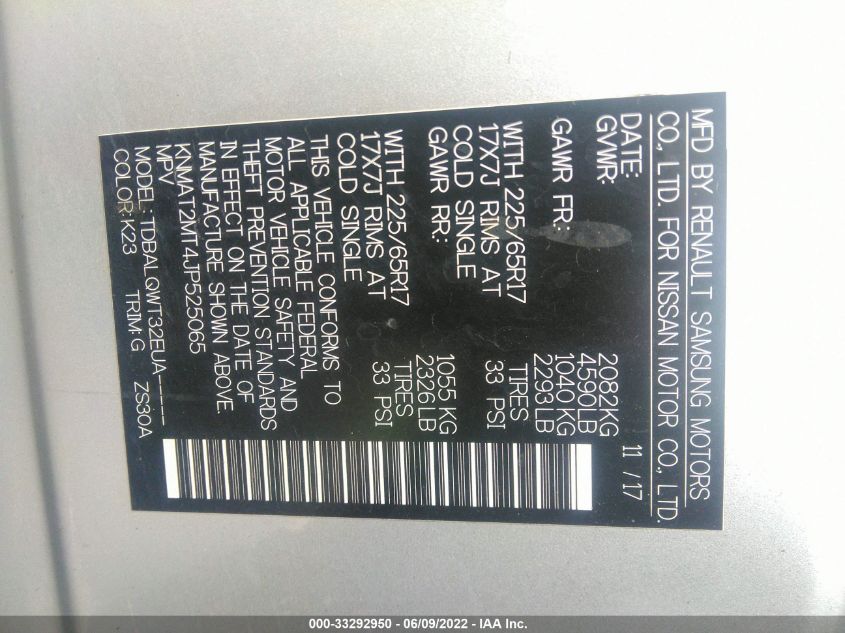 MFD BY RENAULT SAMSUNG MOTORS
CO., LTD. FOR NISSAN MOTOR CO., LTD.
DATE: 11 / 17
GVWR: 2082KG
4590LB
GAWR FR: 1040KG
2293LB
WITH 225/65R17 TIRES
17X7J RIMS AT 33 PSI
COLD SINGLE
GAWR RR: 1055KG
2326LB
WITH 225/65R17 TIRES
17X7J RIMS AT 33 PSI
COLD SINGLE
THIS VEHICLE CONFORMS TO
ALL APPLICABLE FEDERAL
MOTOR VEHICLE SAFETY AND
THEFT PREVENTION STANDARDS
IN EFFECT ON THE DATE OF
MANUFACTURE SHOWN ABOVE.
KNMAT2MT4JP525065
MPV
MODEL: TDBALQWT32EUA-----
COLOR: K23 TRIM: G ZS30A
000-33292950 - 06/09/2022 - IAA Inc.